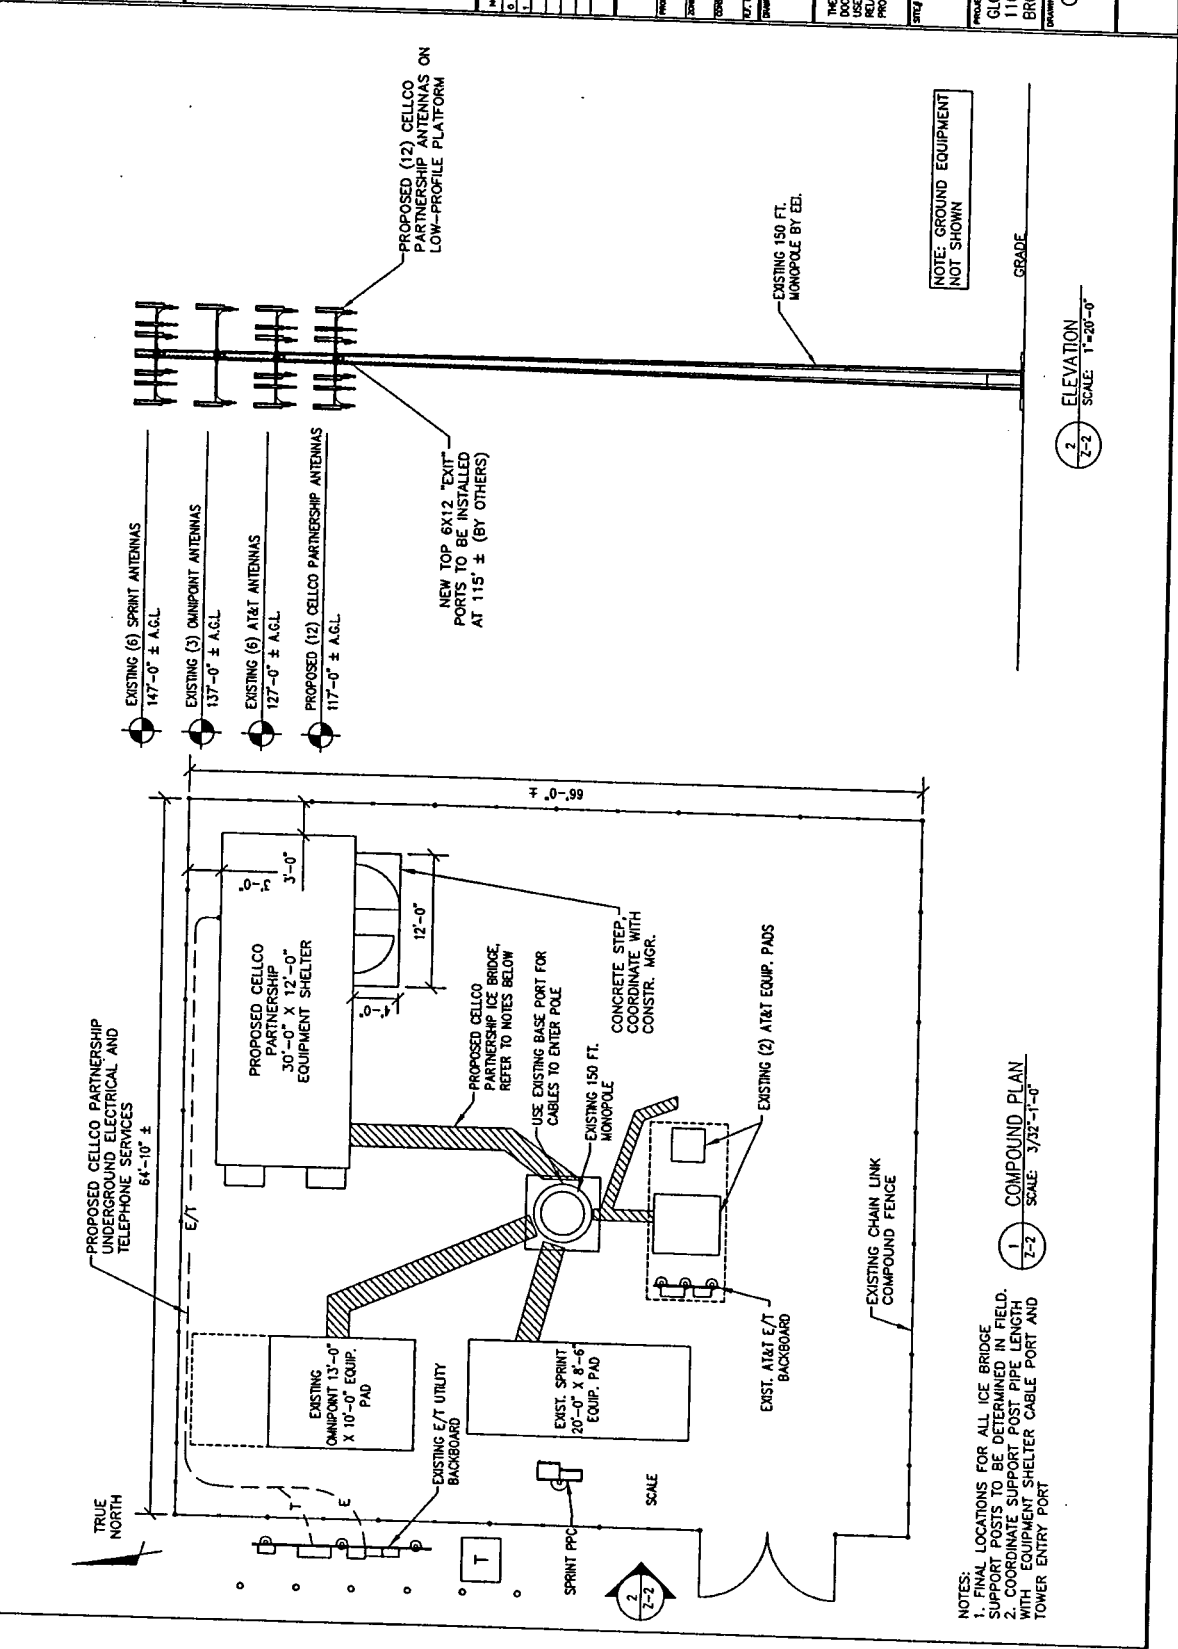 TRUE
NORTH
PROPOSED CELLCO PARTNERSHIP
UNDERGROUND ELECTRICAL AND
TELEPHONE SERVICES
64'-10" ±
E/T
T
E
66'-0" ±
3'-0"
3'-0"
PROPOSED CELLCO
PARTNERSHIP
30'-0" X 12'-0"
EQUIPMENT SHELTER
4'-0"
12'-0"
PROPOSED CELLCO
PARTNERSHIP ICE BRIDGE,
REFER TO NOTES BELOW
USE EXISTING BASE PORT FOR
CABLES TO ENTER POLE
EXISTING 150 FT.
MONOPOLE
CONCRETE STEP,
COORDINATE WITH
CONSTR. MGR.
EXISTING (2) AT&T EQUIP. PADS
EXISTING
OMNIPOINT 13'-0"
X 10'-0" EQUIP.
PAD
EXISTING E/T UTILITY
BACKBOARD
EXIST. SPRINT
20'-0" X 8'-6"
EQUIP. PAD
T
SPRINT PPC
SCALE
EXIST. AT&T E/T
BACKBOARD
EXISTING CHAIN LINK
COMPOUND FENCE
2
Z-2
NOTES:
1. FINAL LOCATIONS FOR ALL ICE BRIDGE
SUPPORT POSTS TO BE DETERMINED IN FIELD.
2. COORDINATE SUPPORT POST PIPE LENGTH
WITH EQUIPMENT SHELTER CABLE PORT AND
TOWER ENTRY PORT
1
Z-2
COMPOUND PLAN
SCALE: 3/32"-1'-0"
EXISTING (6) SPRINT ANTENNAS
147'-0" ± A.G.L.
EXISTING (3) OMNIPOINT ANTENNAS
137'-0" ± A.G.L.
EXISTING (6) AT&T ANTENNAS
127'-0" ± A.G.L.
PROPOSED (12) CELLCO PARTNERSHIP ANTENNAS
117'-0" ± A.G.L.
PROPOSED (12) CELLCO
PARTNERSHIP ANTENNAS ON
LOW-PROFILE PLATFORM
NEW TOP 6X12 "EXIT"
PORTS TO BE INSTALLED
AT 115' ± (BY OTHERS)
EXISTING 150 FT.
MONOPOLE BY EEI.
NOTE: GROUND EQUIPMENT
NOT SHOWN
GRADE
2
Z-2
ELEVATION
SCALE: 1"=20'-0"